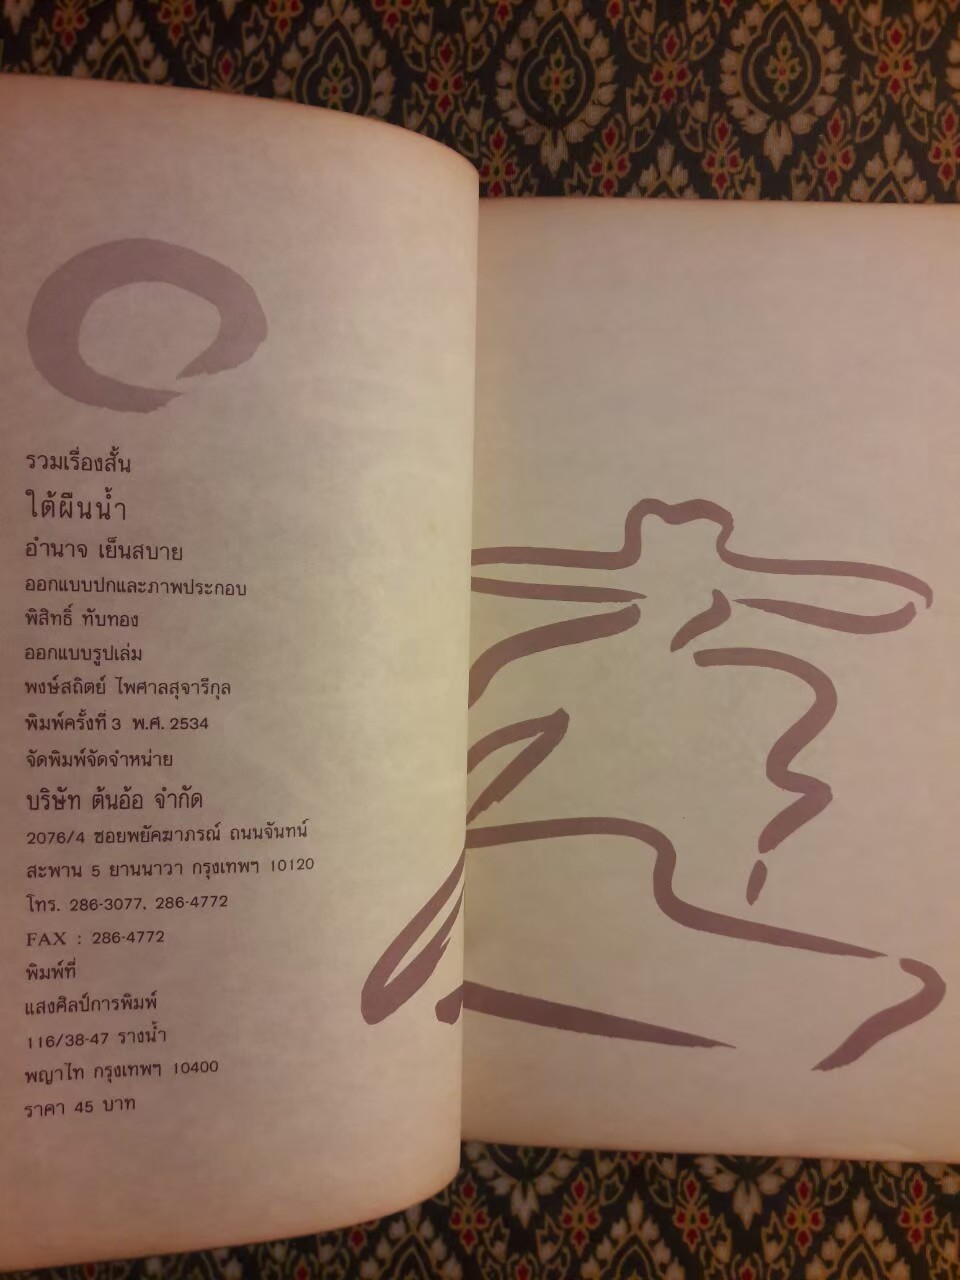 รวมเรื่องสั้น
ใต้ผืนน้ำ
อำนาจ เย็นสบาย
ออกแบบปกและภาพประกอบ
พิสิทธิ์ ทับทอง
ออกแบบรูปเล่ม
พงษ์สถิตย์ ไพศาลสุจารีกุล
พิมพ์ครั้งที่ 3 พ.ศ. 2534
จัดพิมพ์จัดจำหน่าย
บริษัท ต้นอ้อ จำกัด
2076/4 ซอยพยัคฆาภรณ์ ถนนจันทน์
สะพาน 5 ยานนาวา กรุงเทพฯ 10120
โทร. 286-3077, 286-4772
FAX : 286-4772
พิมพ์ที่
แสงศิลป์การพิมพ์
116/38-47 รางน้ำ
พญาไท กรุงเทพฯ 10400
ราคา 45 บาท